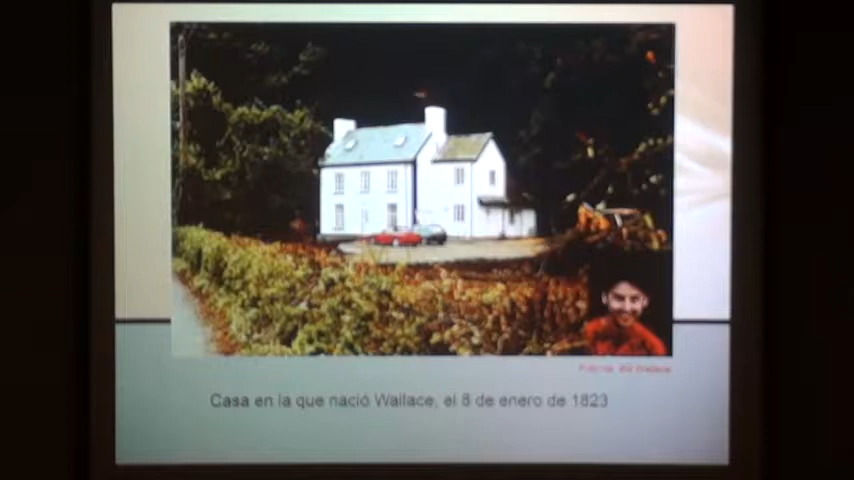 Casa en la que nació Wallace, el 8 de enero de 1823